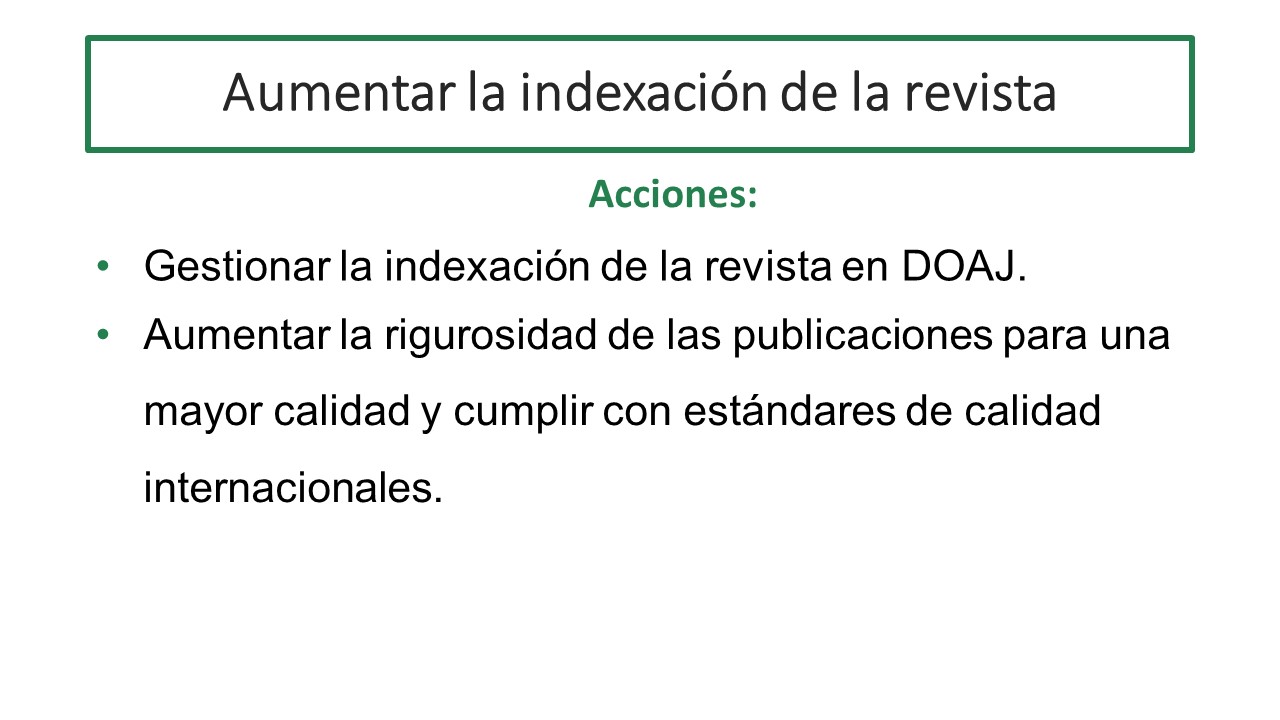 Aumentar la indexación de la revista
Acciones:
• Gestionar la indexación de la revista en DOAJ.
• Aumentar la rigurosidad de las publicaciones para una
mayor calidad y cumplir con estándares de calidad
internacionales.